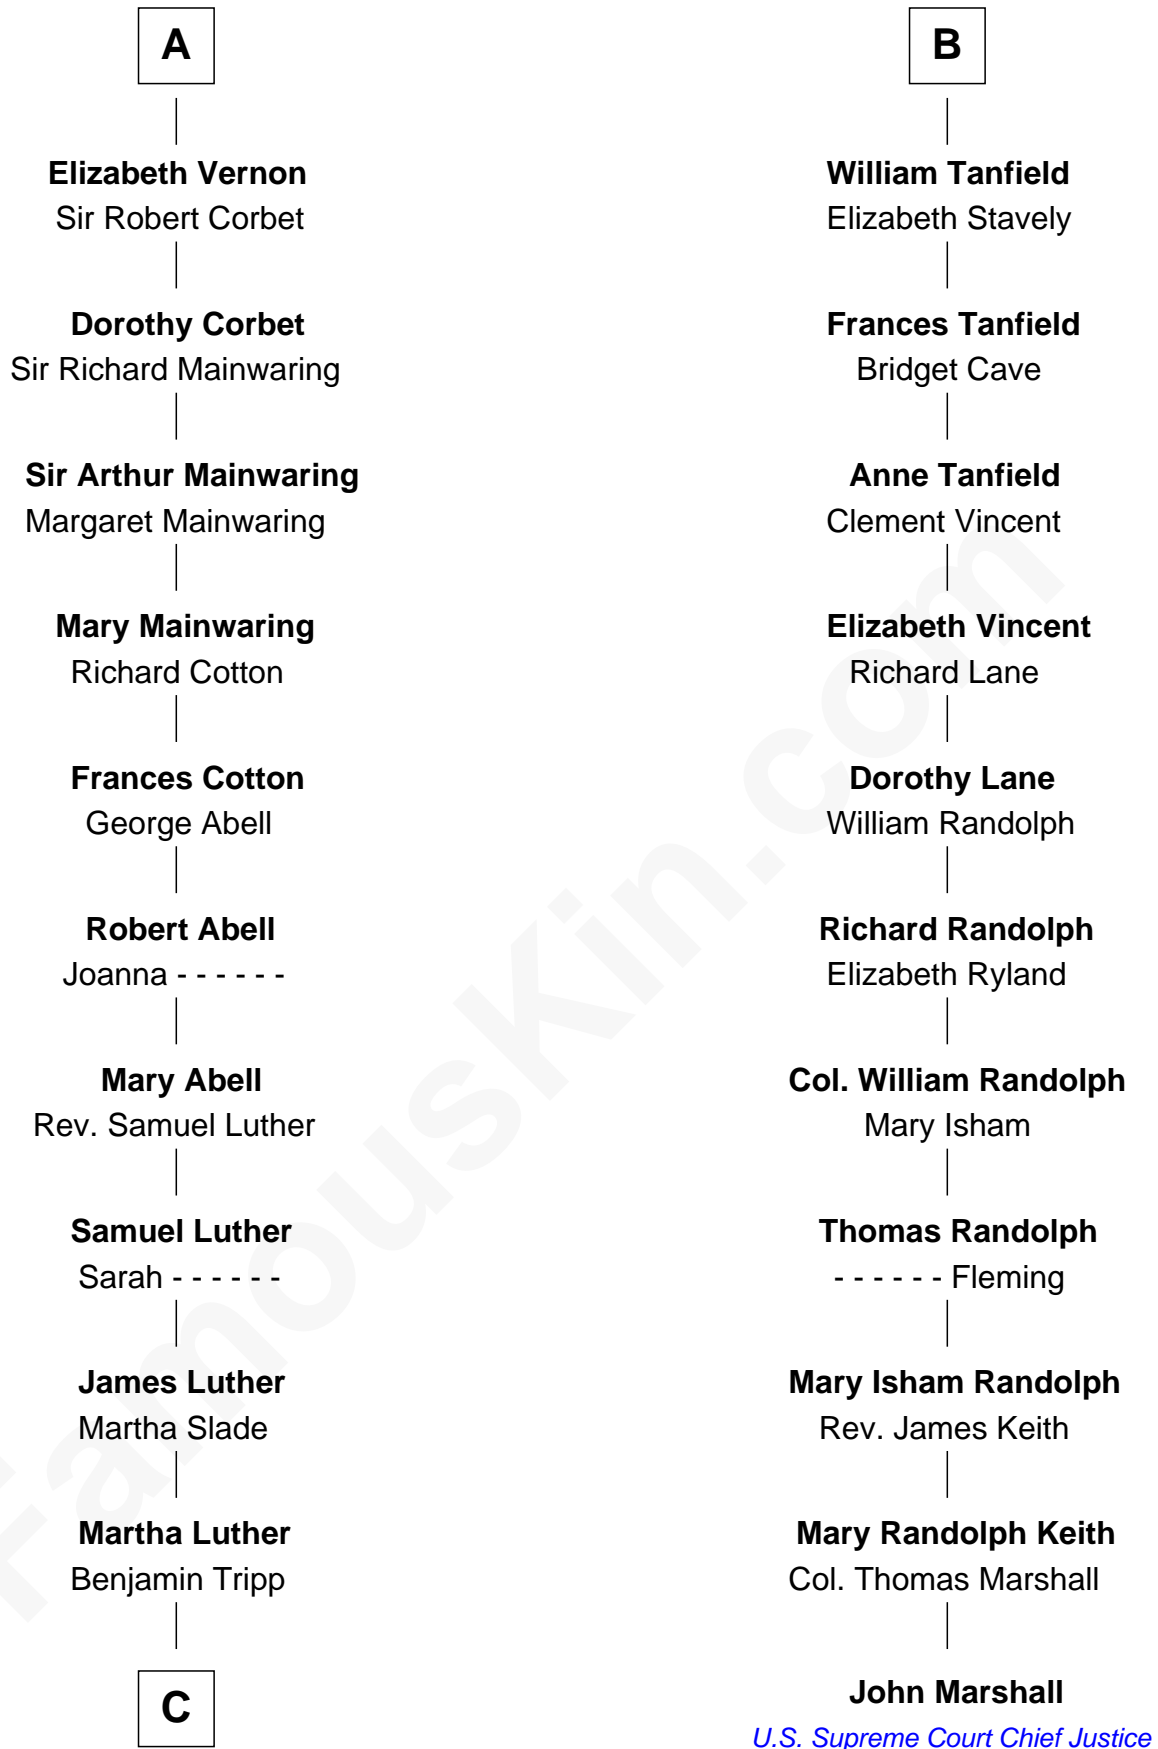 A
Elizabeth Vernon
Sir Robert Corbet
Dorothy Corbet
Sir Richard Mainwaring
Sir Arthur Mainwaring
Margaret Mainwaring
Mary Mainwaring
Richard Cotton
Frances Cotton
George Abell
Robert Abell
Joanna - - - - - -
Mary Abell
Rev. Samuel Luther
Samuel Luther
Sarah - - - - - -
James Luther
Martha Slade
Martha Luther
Benjamin Tripp
C
B
William Tanfield
Elizabeth Stavely
Frances Tanfield
Bridget Cave
Anne Tanfield
Clement Vincent
Elizabeth Vincent
Richard Lane
Dorothy Lane
William Randolph
Richard Randolph
Elizabeth Ryland
Col. William Randolph
Mary Isham
Thomas Randolph
- - - - - - Fleming
Mary Isham Randolph
Rev. James Keith
Mary Randolph Keith
Col. Thomas Marshall
John Marshall
U.S. Supreme Court Chief Justice
FamousKin.com